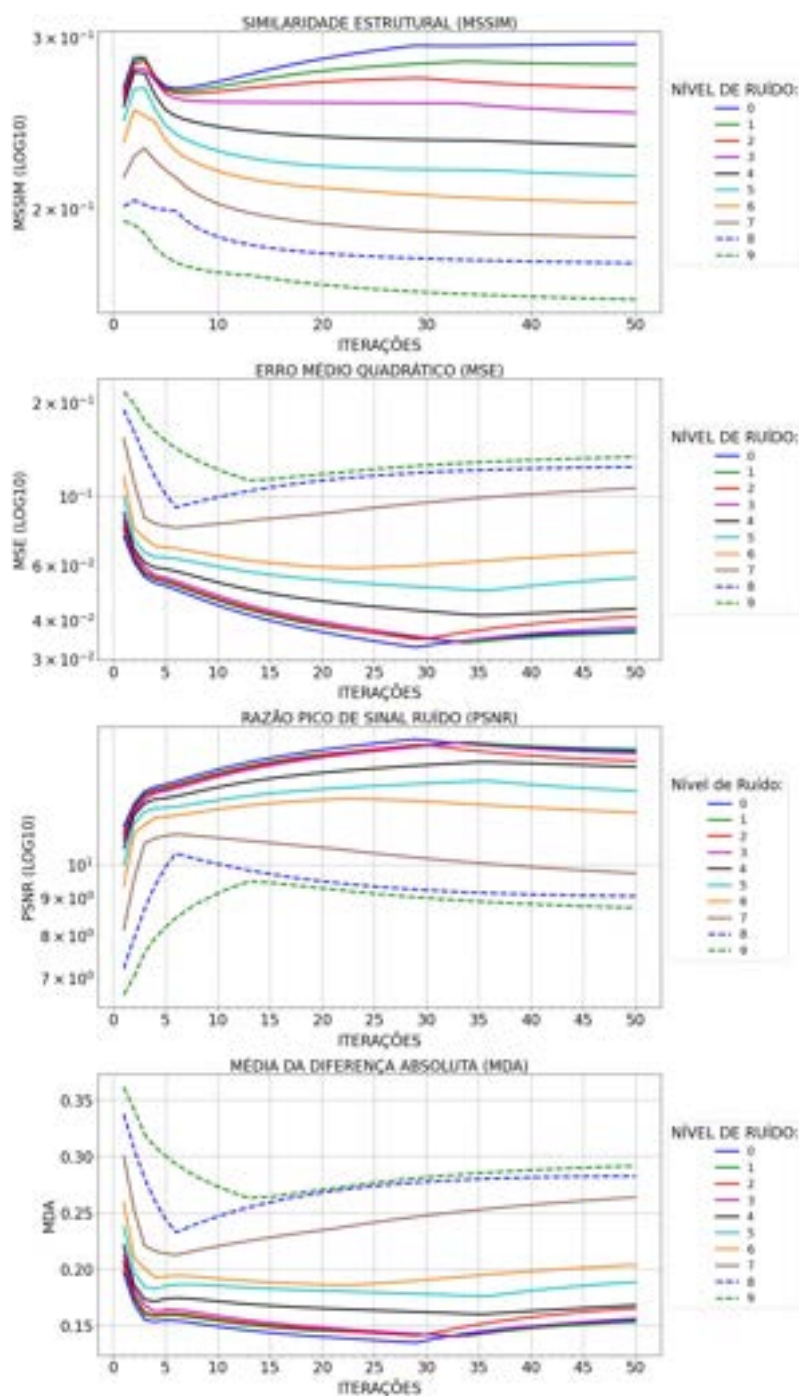 SIMILARIDADE ESTRUTURAL (MSSIM)
3 × 10⁻¹
2 × 10⁻¹
MSSIM (LOG10)
0 5 10 15 20 25 30 35 40 45 50
ITERAÇÕES
NÍVEL DE RUÍDO:
0
1
2
3
4
5
6
7
8
9
ERRO MÉDIO QUADRÁTICO (MSE)
2 × 10⁻¹
10⁻¹
6 × 10⁻²
4 × 10⁻²
3 × 10⁻²
MSE (LOG10)
0 5 10 15 20 25 30 35 40 45 50
ITERAÇÕES
NÍVEL DE RUÍDO:
0
1
2
3
4
5
6
7
8
9
RAZÃO PICO DE SINAL RUÍDO (PSNR)
10¹
9 × 10⁰
8 × 10⁰
7 × 10⁰
PSNR (LOG10)
0 5 10 15 20 25 30 35 40 45 50
ITERAÇÕES
Nível de Ruído:
0
1
2
3
4
5
6
7
8
9
MÉDIA DA DIFERENÇA ABSOLUTA (MDA)
0.35
0.30
0.25
0.20
0.15
MDA
0 5 10 15 20 25 30 35 40 45 50
ITERAÇÕES
NÍVEL DE RUÍDO:
0
1
2
3
4
5
6
7
8
9